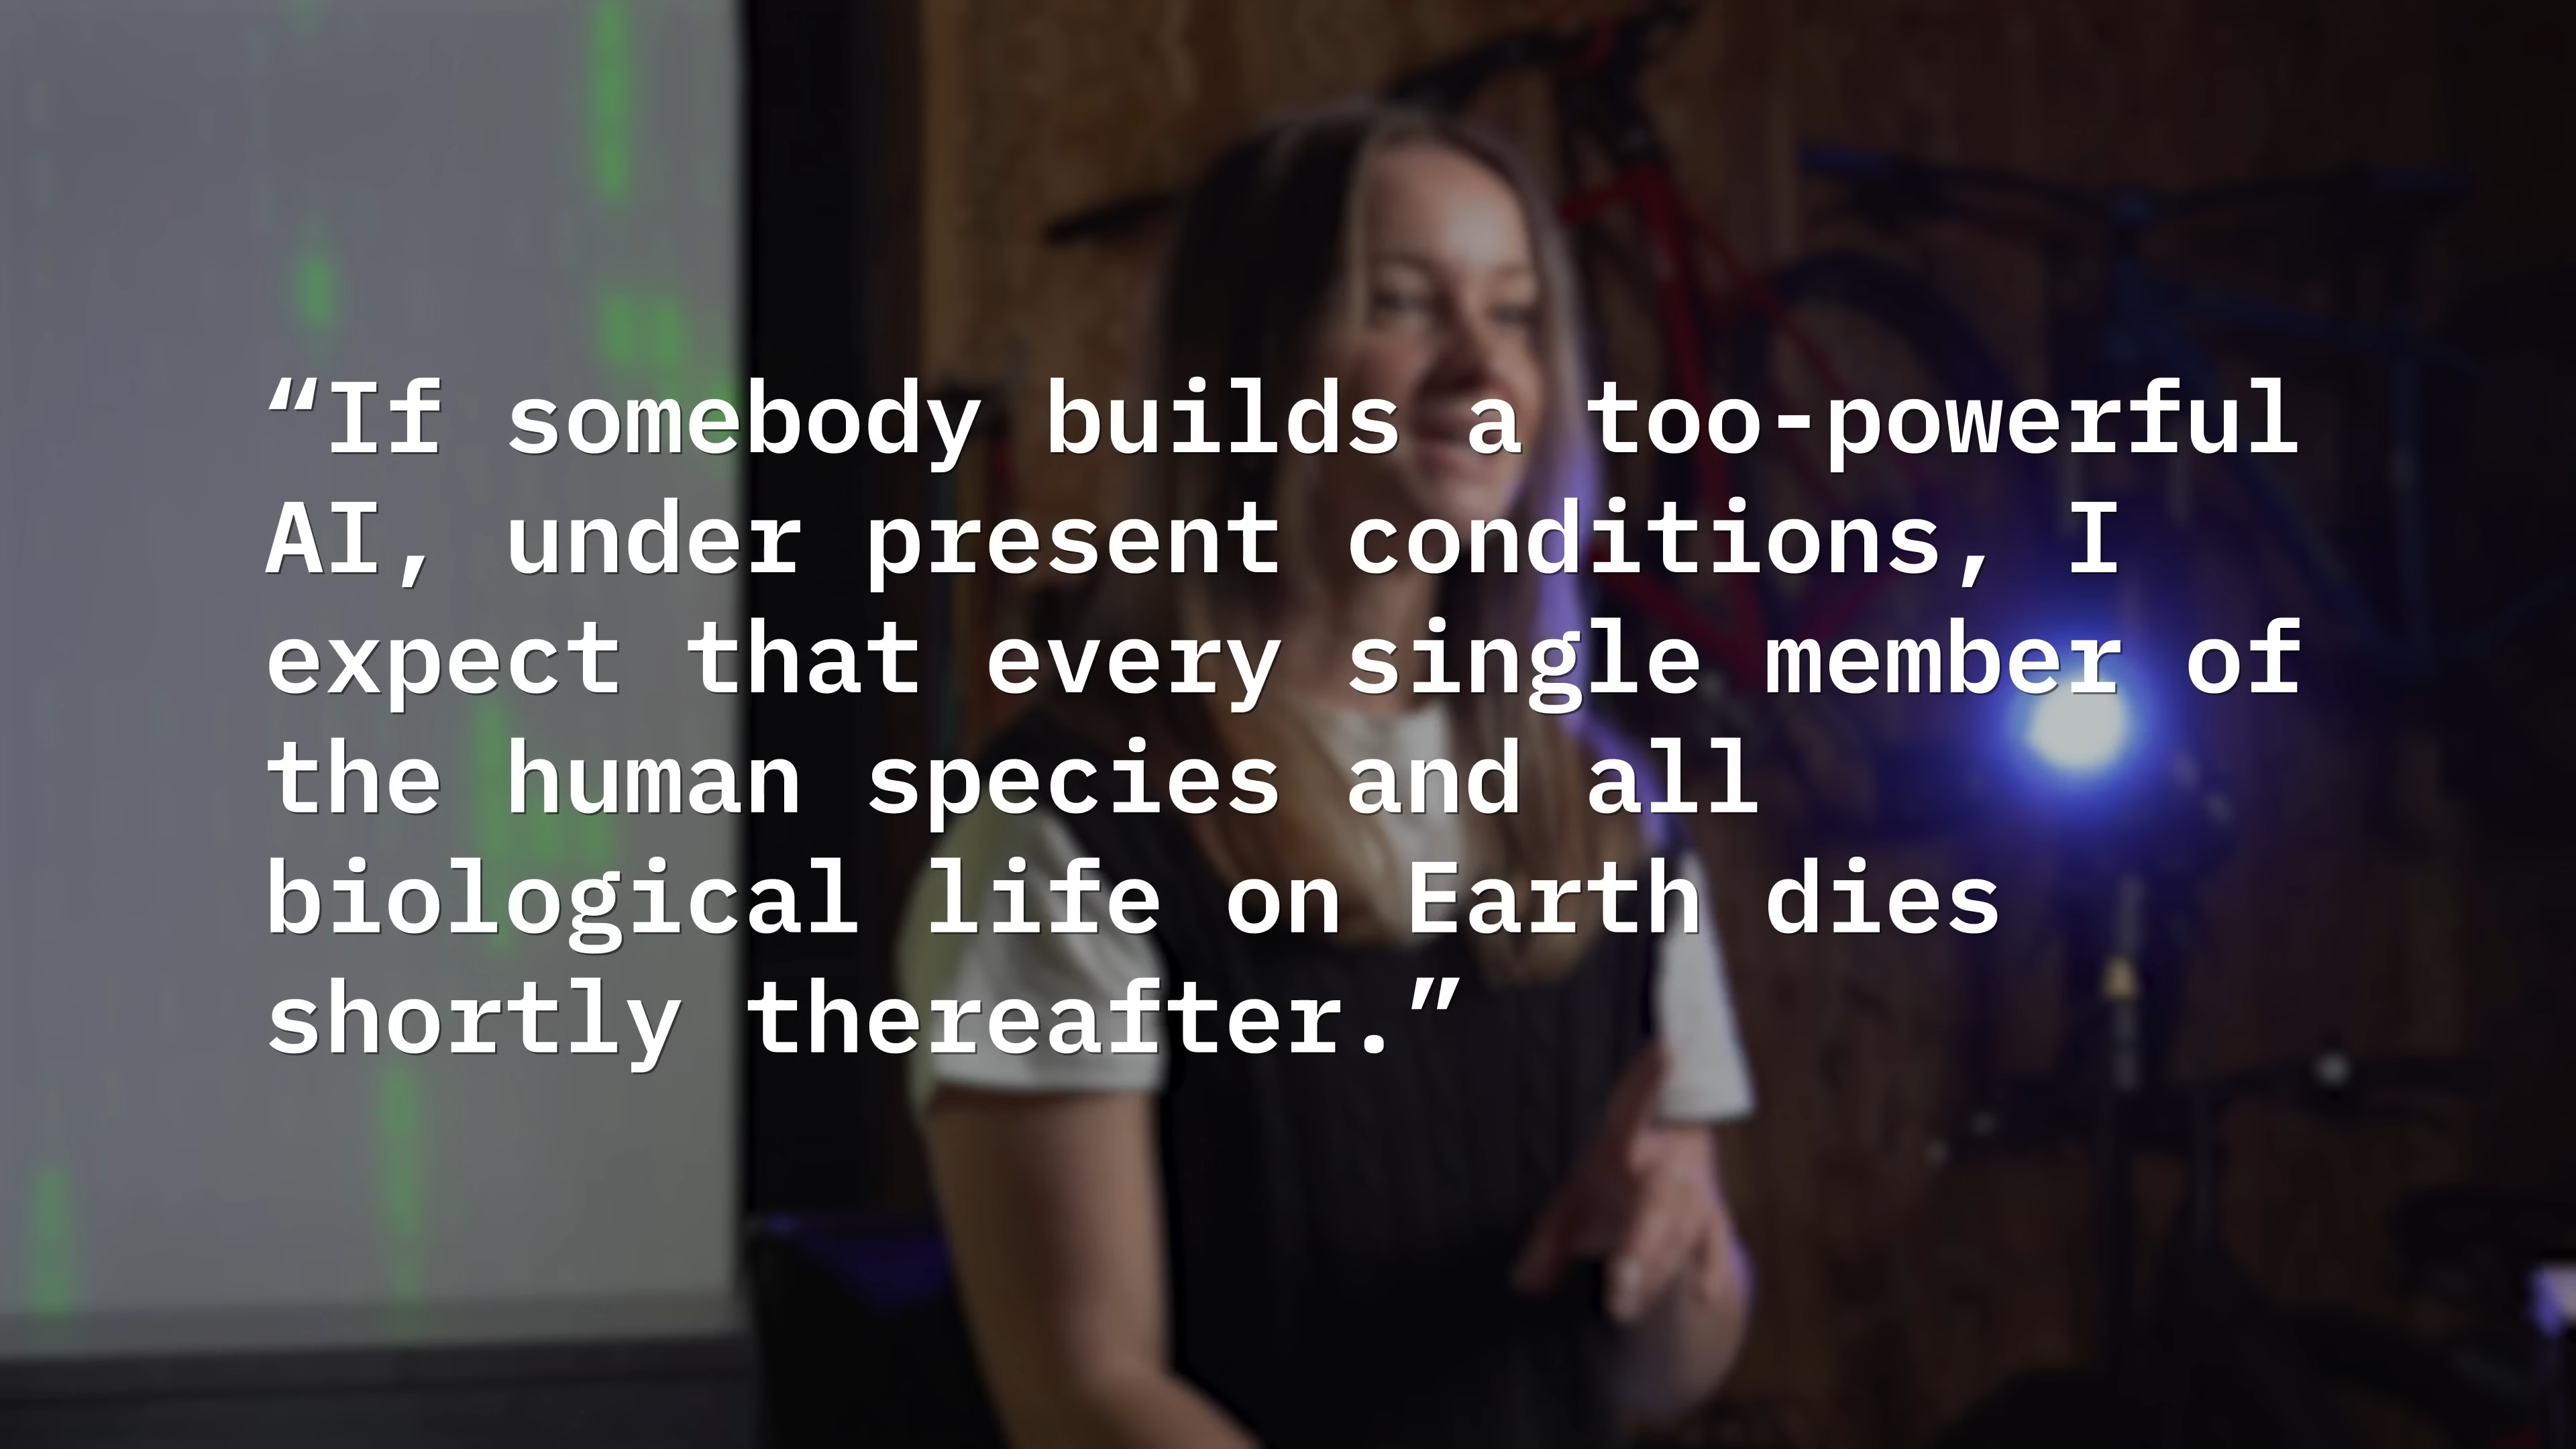 “If somebody builds a too-powerful
AI, under present conditions, I
expect that every single member of
the human species and all
biological life on Earth dies
shortly thereafter.”